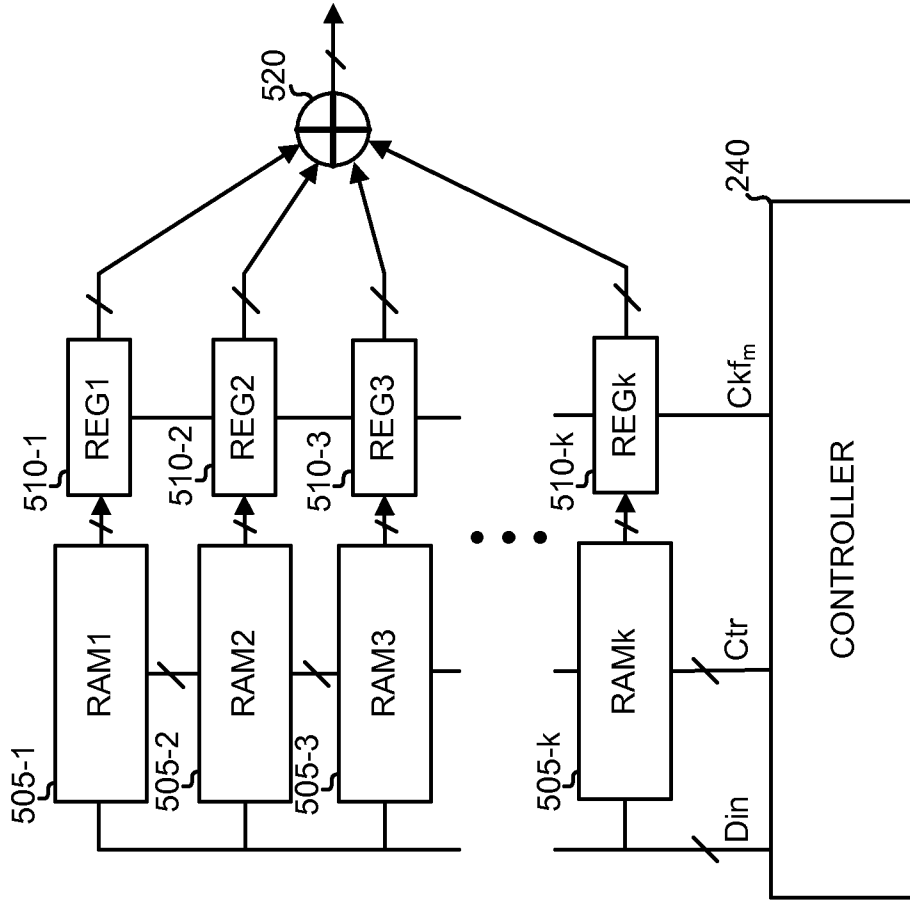 520
510-1
REG1
510-2
REG2
510-3
REG3
510-k
REGk
505-1
RAM1
505-2
RAM2
505-3
RAM3
505-k
RAMk
240
Ckfm
Ctr
Din
CONTROLLER